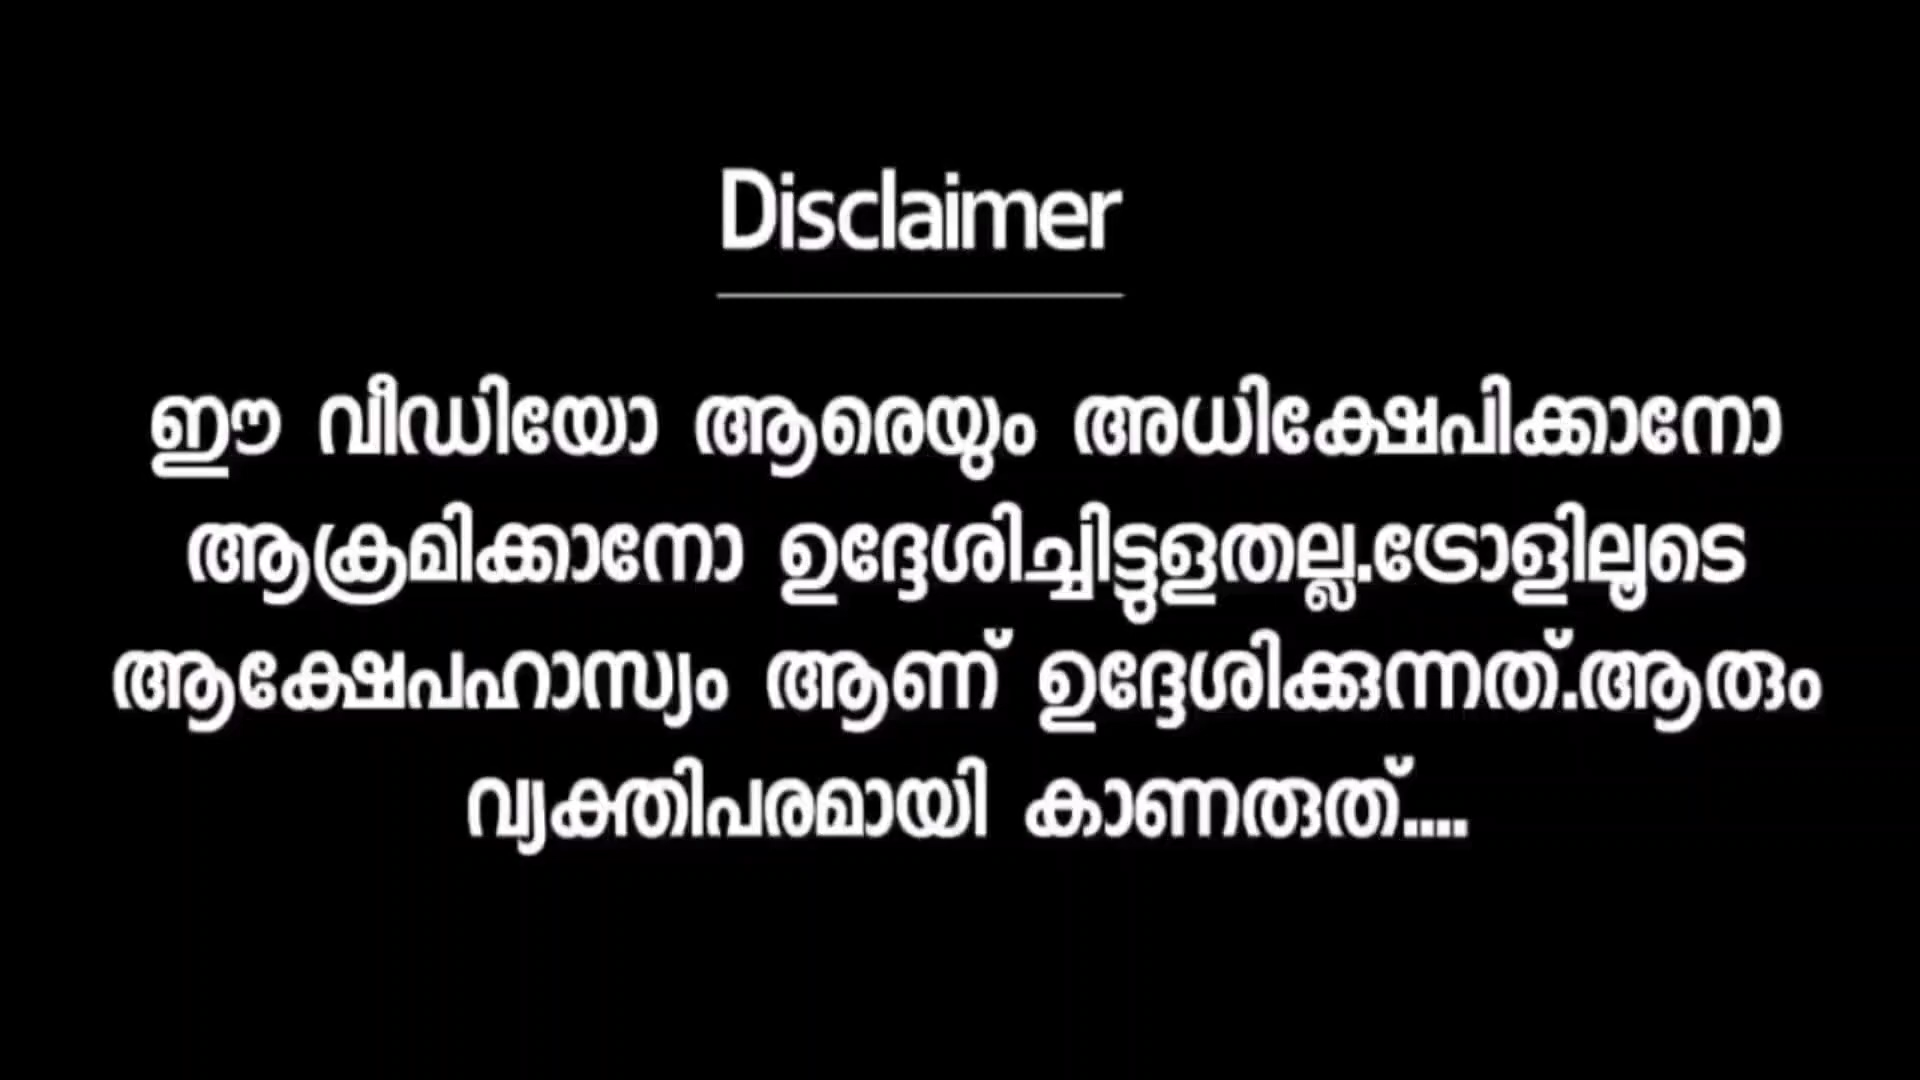 Disclaimer
ഈ വീഡിയോ ആരെയും അധിക്ഷേപിക്കാനോ
ആക്രമിക്കാനോ ഉദ്ദേശിച്ചിട്ടുളതല്ല.ട്രോളിലൂടെ
ആക്ഷേപഹാസ്യം ആണ് ഉദ്ദേശിക്കുന്നത്.ആരും
വ്യക്തിപരമായി കാണരുത്....